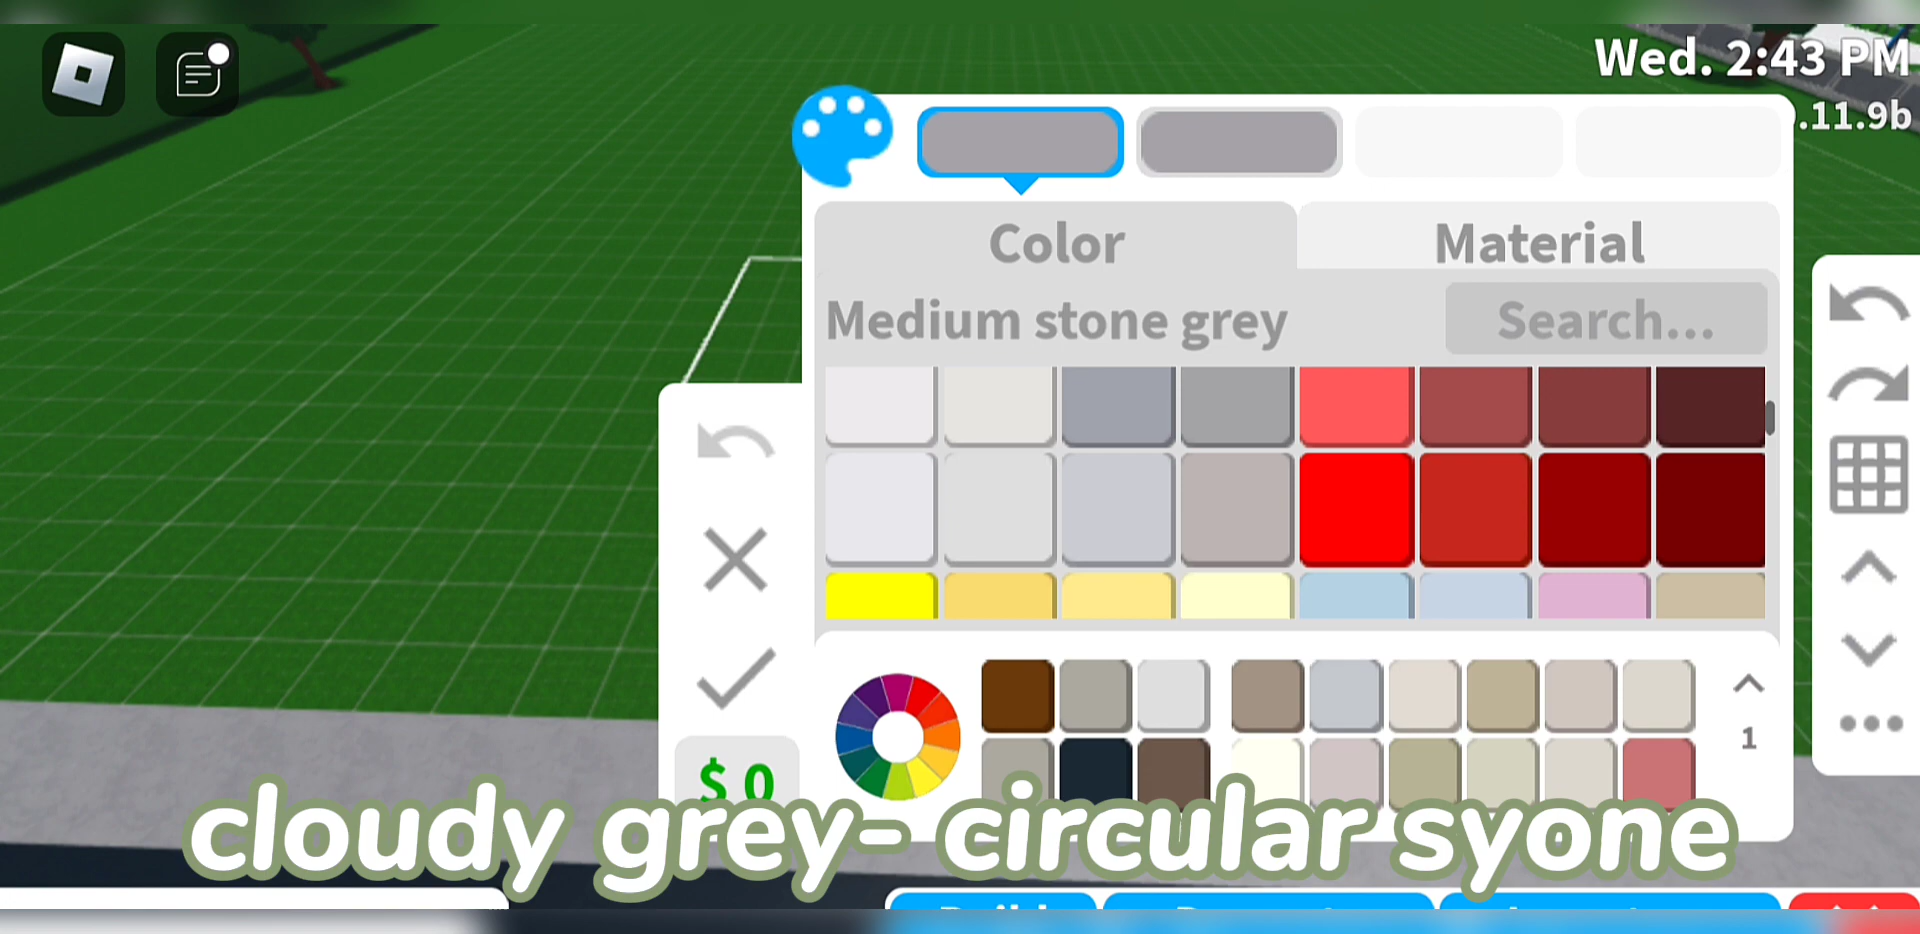 Wed. 2:43 PM
.11.9b
Color
Material
Medium stone grey
Search...
1
$ 0
cloudy grey- circular syone